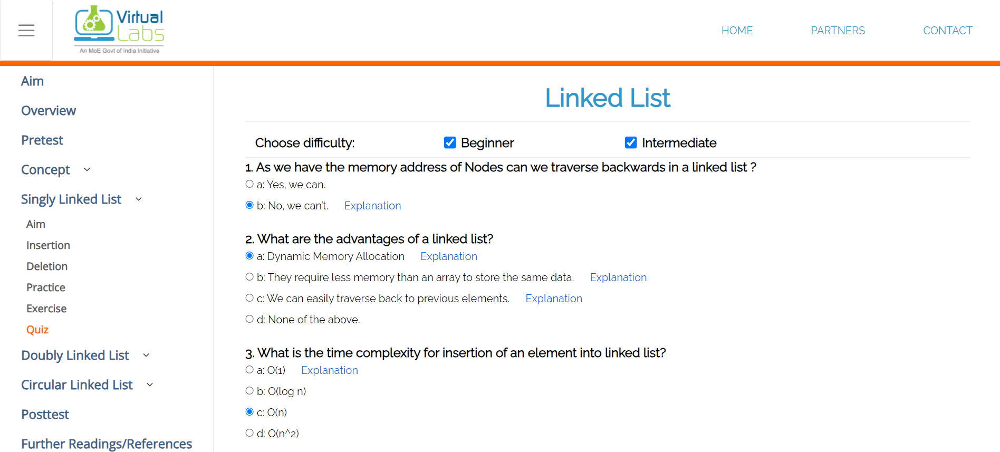 Virtual
Labs
An MoE Govt of India Initiative
HOME PARTNERS CONTACT
Aim
Overview
Pretest
Concept
Singly Linked List
Aim
Insertion
Deletion
Practice
Exercise
Quiz
Doubly Linked List
Circular Linked List
Posttest
Further Readings/References
Linked List
Choose difficulty: Beginner Intermediate
1. As we have the memory address of Nodes can we traverse backwards in a linked list ?
a: Yes, we can.
b: No, we can't. Explanation
2. What are the advantages of a linked list?
a: Dynamic Memory Allocation Explanation
b: They require less memory than an array to store the same data. Explanation
c: We can easily traverse back to previous elements. Explanation
d: None of the above.
3. What is the time complexity for insertion of an element into linked list?
a: O(1) Explanation
b: O(log n)
c: O(n)
d: O(n^2)